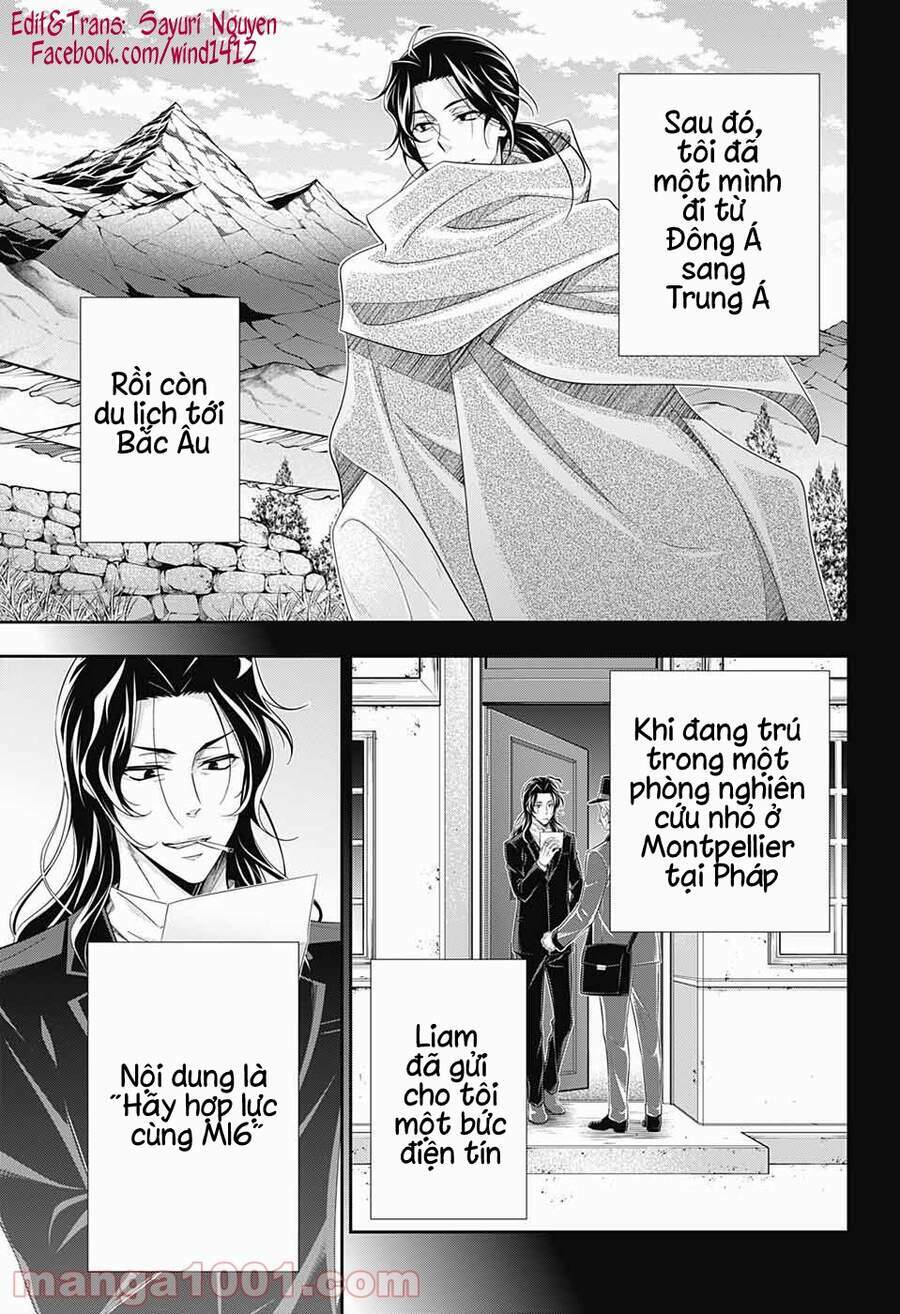 Edit&Trans: Sayuri Nguyen
Facebook.com/wind1412
Sau đó,
tôi đã
một mình
đi từ
Đông Á
sang
Trung Á
Rồi còn
du lịch tới
Bắc Âu
Khi đang trú
trong một
phòng nghiên
cứu nhỏ ở
Montpellier
tại Pháp
Liam
đã gửi
cho tôi
một bức
điện tín
Nội dung là
"Hãy hợp lực
cùng MI6"
manga1001.com